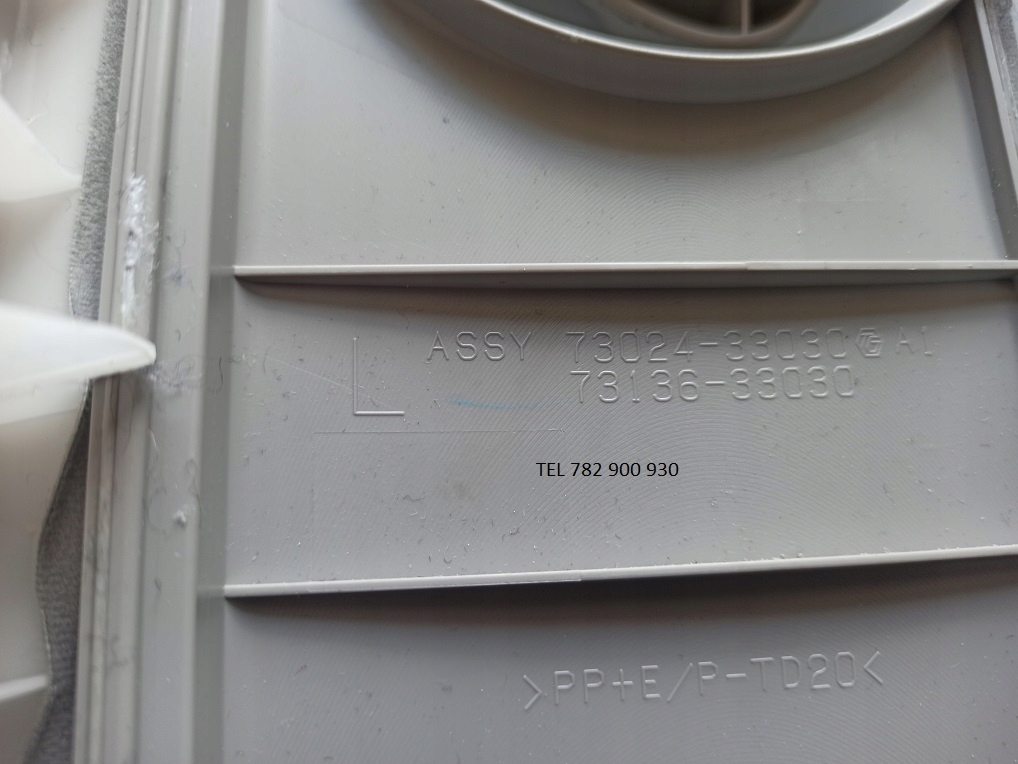 ASSY 73024-33030 A1
L 73136-33030
TEL 782 900 930
>PP+E/P-TD20<